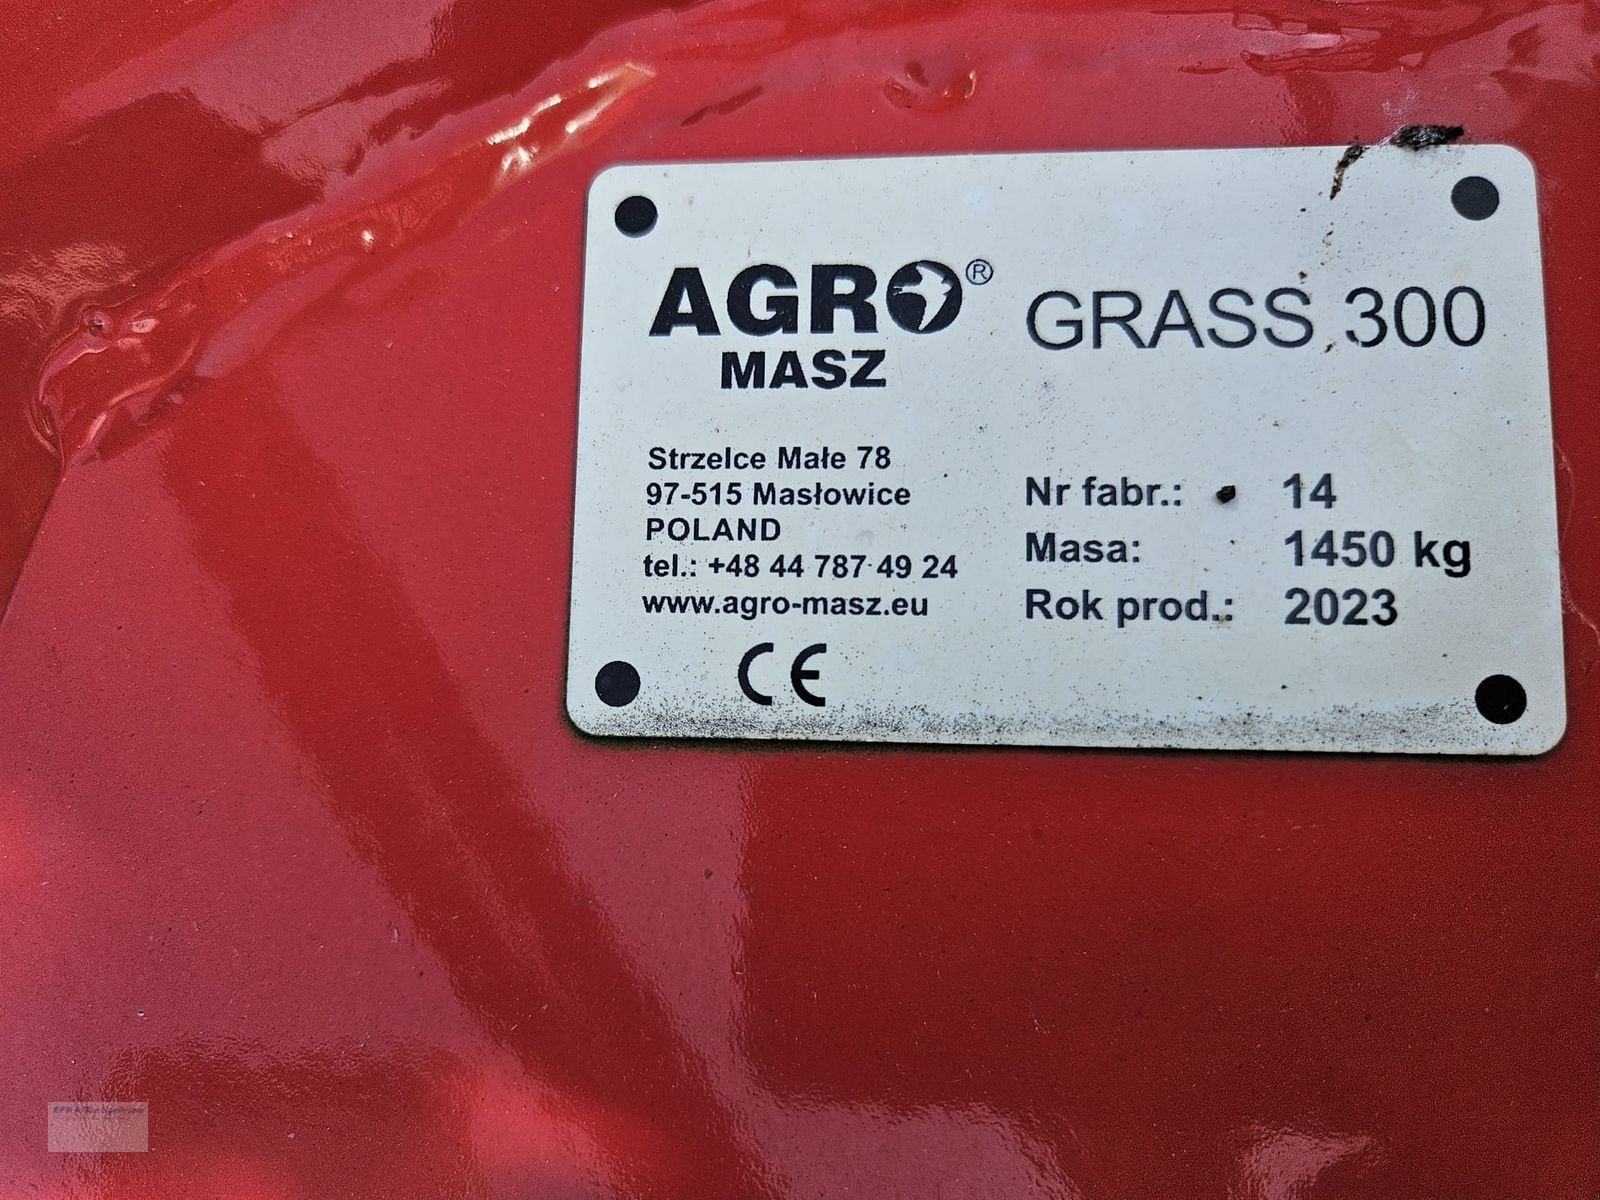 AGRO®
MASZ
GRASS 300
Strzelce Małe 78
97-515 Masłowice
POLAND
tel.: +48 44 787 49 24
www.agro-masz.eu
CE
Nr fabr.: 14
Masa: 1450 kg
Rok prod.: 2023